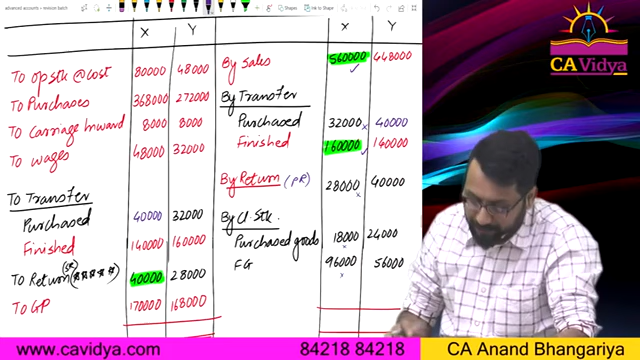 advanced accounts - midcom batch
X Y X Y
To op stk @ cost 80000 48000 By Sales 560000 448000
To Purchases 368000 272000 By Transfer
To Carriage Inward 8000 8000 Purchased 32000 40000
To wages 48000 32000 Finished 160000 140000
To Transfer By Return (PR) 28000 40000
Purchased 40000 32000 By Cl. Stk.
Finished 140000 160000 Purchased goods 18000 24000
To Return (SR) 40000 28000 FG 96000 56000
To GP 170000 168000
CA Vidya
www.cavidya.com 84218 84218 CA Anand Bhangariya